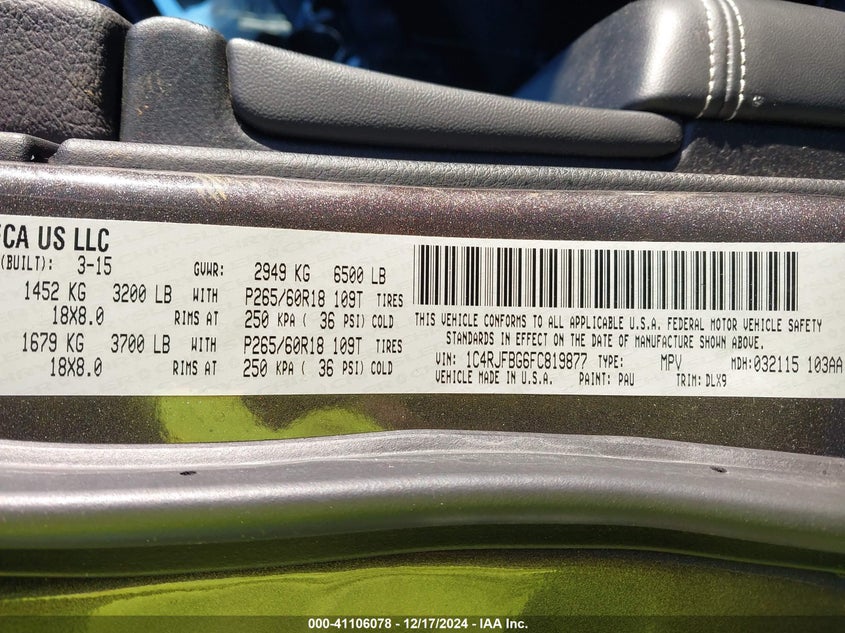 FCA US LLC
(BUILT): 3-15 GVWR: 2949 KG 6500 LB
1452 KG 3200 LB WITH P265/60R18 109T TIRES
18X8.0 RIMS AT 250 KPA ( 36 PSI) COLD
1679 KG 3700 LB WITH P265/60R18 109T TIRES
18X8.0 RIMS AT 250 KPA ( 36 PSI) COLD
THIS VEHICLE CONFORMS TO ALL APPLICABLE U.S.A. FEDERAL MOTOR VEHICLE SAFETY
STANDARDS IN EFFECT ON THE DATE OF MANUFACTURE SHOWN ABOVE.
VIN: 1C4RJFBG6FC819877 TYPE: MPV MDH: 032115 103AA
VEHICLE MADE IN U.S.A. PAINT: PAU TRIM: DLX9
000-41106078 - 12/17/2024 - IAA Inc.